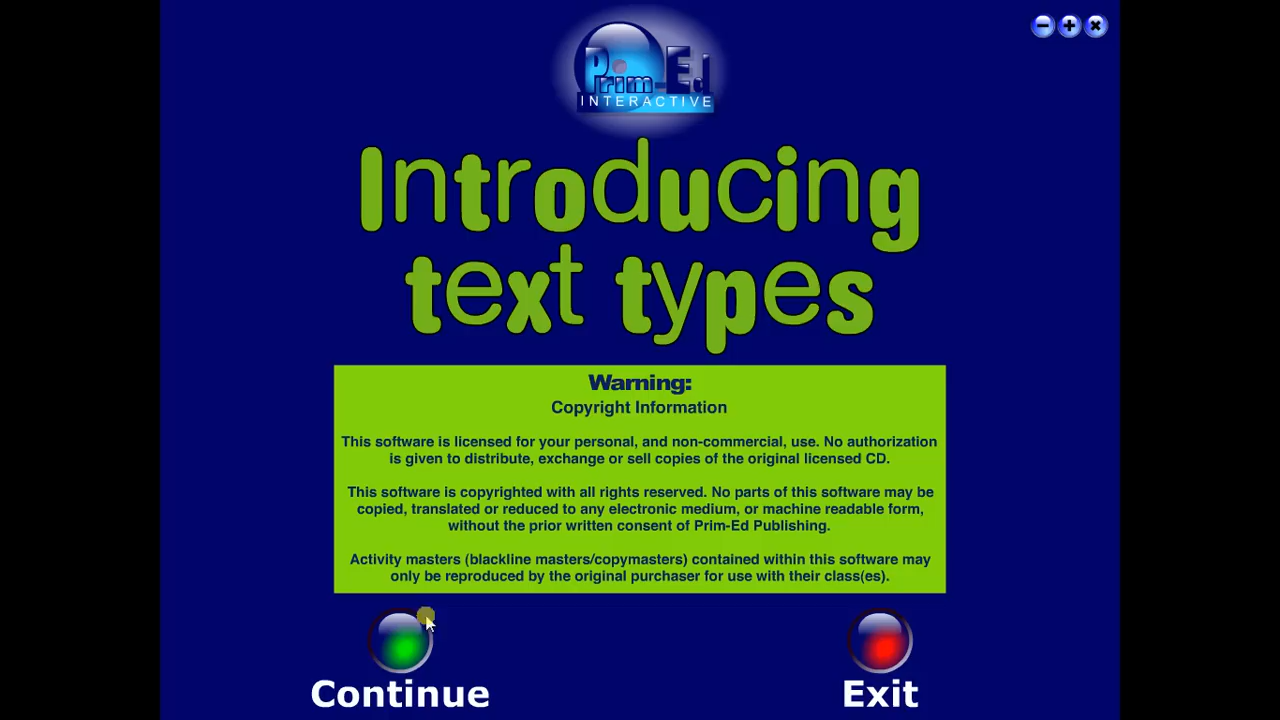 Prim-Ed
INTERACTIVE
Introducing
text types
Warning:
Copyright Information
This software is licensed for your personal, and non-commercial, use. No authorization
is given to distribute, exchange or sell copies of the original licensed CD.
This software is copyrighted with all rights reserved. No parts of this software may be
copied, translated or reduced to any electronic medium, or machine readable form,
without the prior written consent of Prim-Ed Publishing.
Activity masters (blackline masters/copymasters) contained within this software may
only be reproduced by the original purchaser for use with their class(es).
Continue
Exit